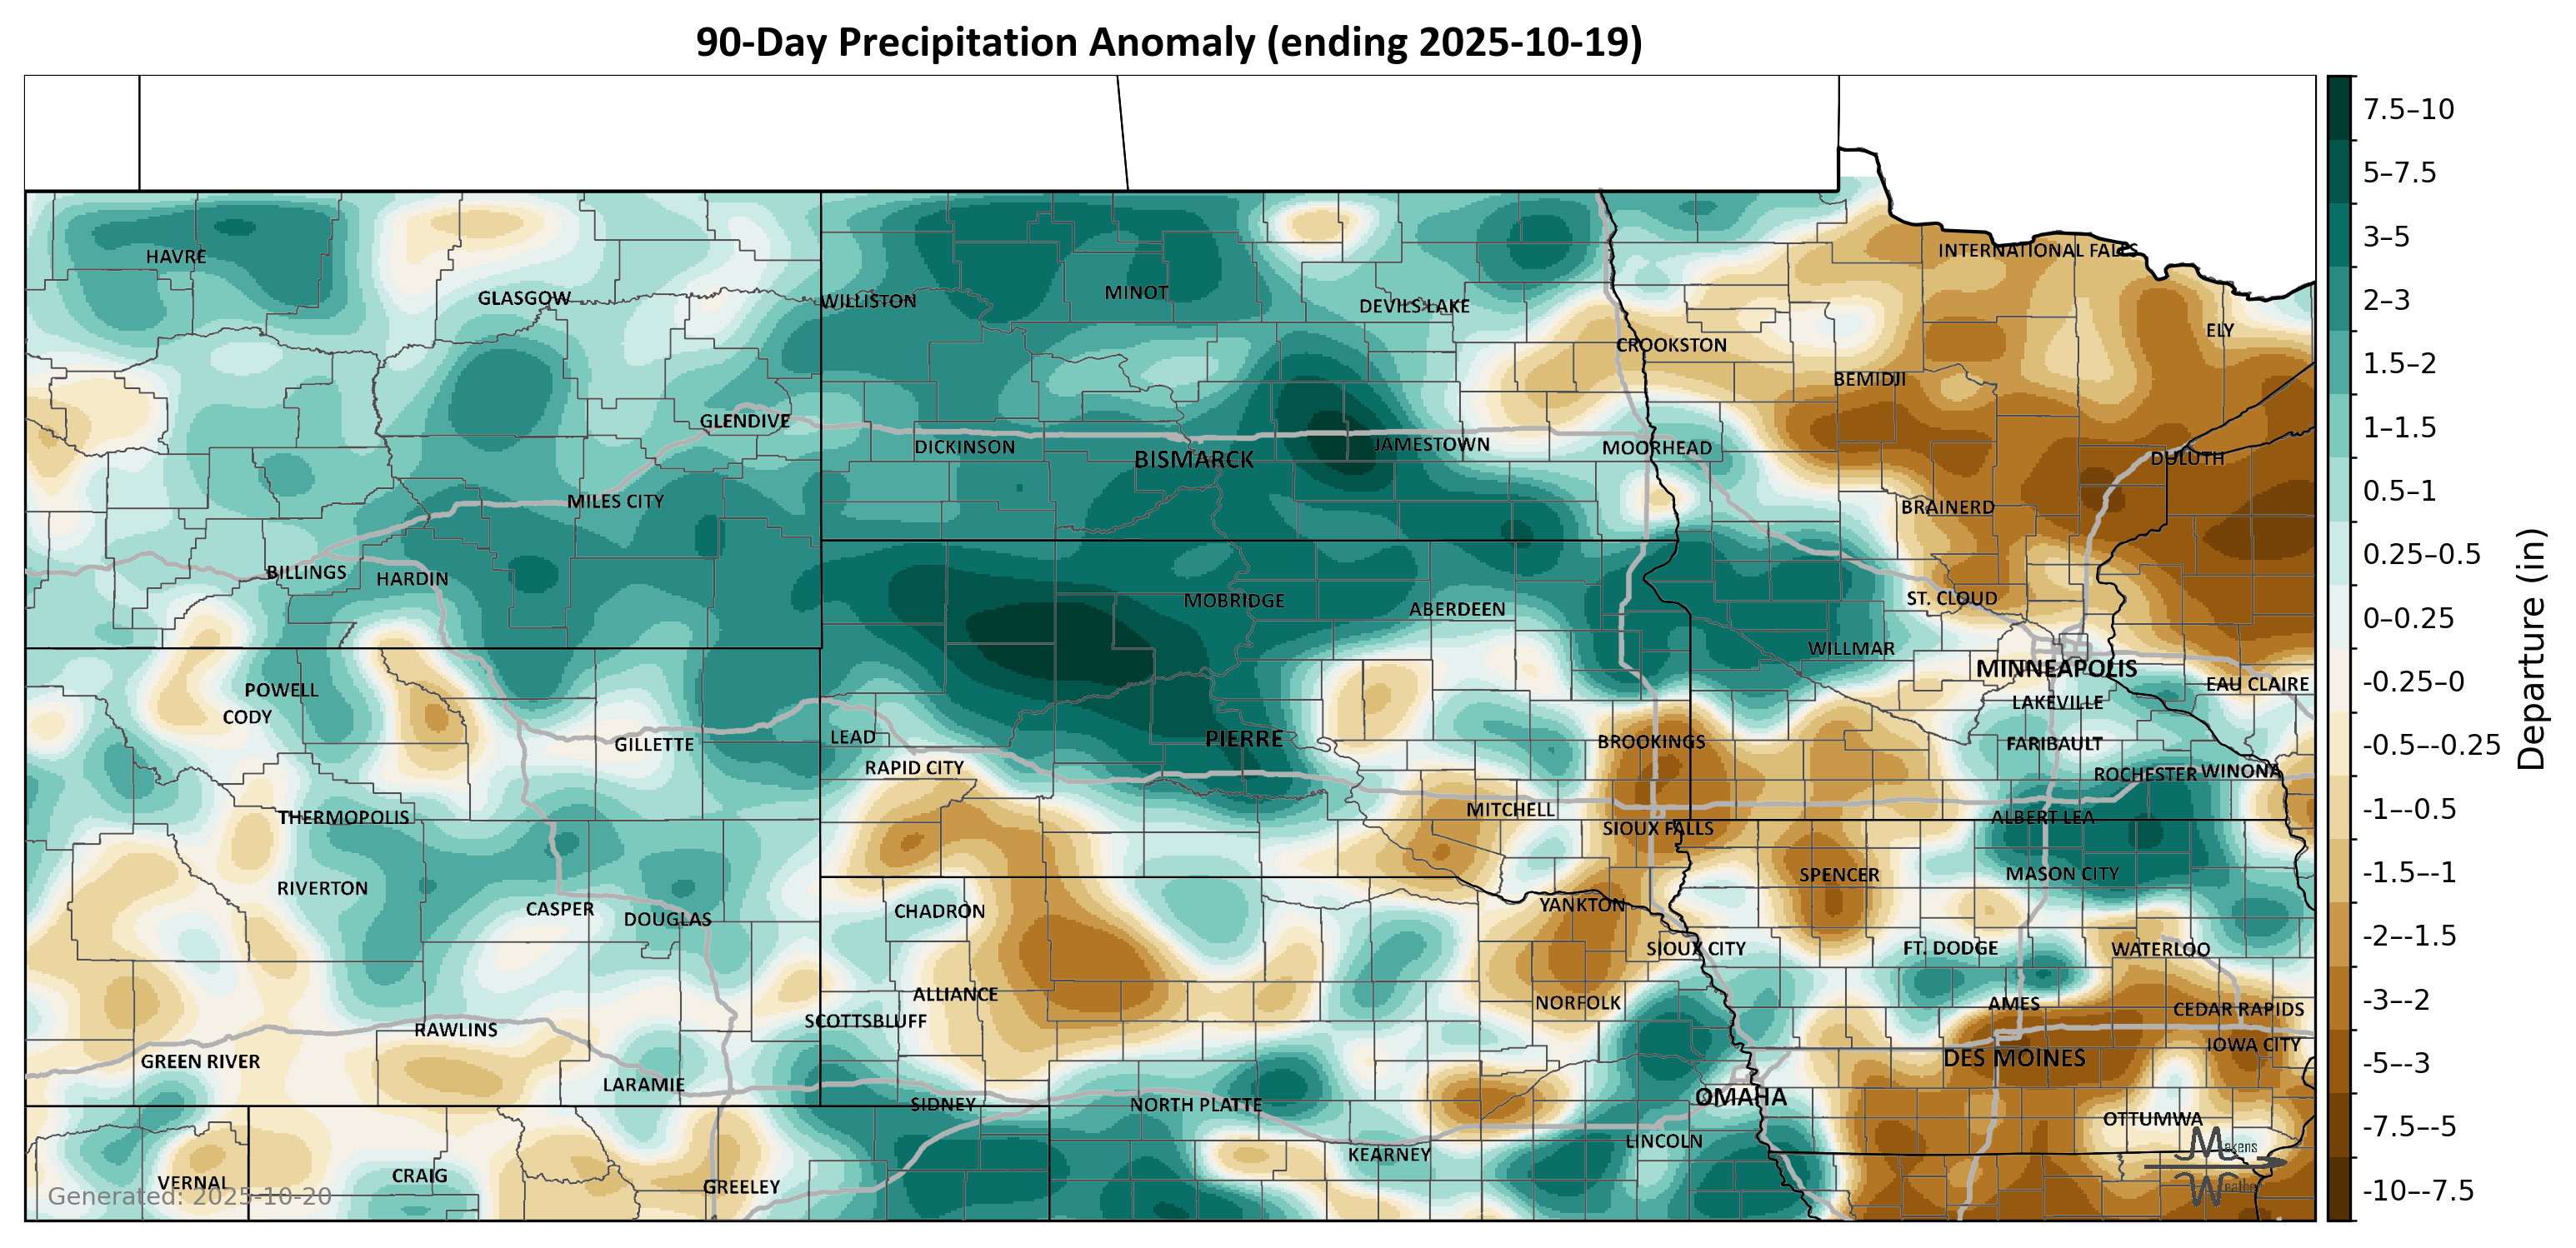 90-Day Precipitation Anomaly (ending 2025-10-19)
INTERNATIONAL FALLS
HAVRE
GLASGOW
WILLISTON
MINOT
DEVILS LAKE
ELY
CROOKSTON
BEMIDJI
GLENDIVE
DICKINSON
BISMARCK
JAMESTOWN
MOORHEAD
DULUTH
MILES CITY
BRAINERD
BILLINGS
HARDIN
MOBRIDGE
ABERDEEN
ST. CLOUD
WILLMAR
MINNEAPOLIS
POWELL
EAU CLAIRE
CODY
LAKEVILLE
GILLETTE
LEAD
PIERRE
BROOKINGS
FARIBAULT
RAPID CITY
ROCHESTER
WINONA
THERMOPOLIS
MITCHELL
ALBERT LEA
SIOUX FALLS
RIVERTON
SPENCER
MASON CITY
CASPER
DOUGLAS
CHADRON
YANKTON
SIOUX CITY
FT. DODGE
WATERLOO
ALLIANCE
NORFOLK
AMES
CEDAR RAPIDS
SCOTTSBLUFF
RAWLINS
IOWA CITY
GREEN RIVER
DES MOINES
LARAMIE
SIDNEY
NORTH PLATTE
OMAHA
OTTUMWA
LINCOLN
KEARNEY
VERNAL
CRAIG
GREELEY
Generated: 2025-10-20
Makens
Weather
7.5–10
5–7.5
3–5
2–3
1.5–2
1–1.5
0.5–1
0.25–0.5
0–0.25
-0.25–0
-0.5–-0.25
-1–-0.5
-1.5–-1
-2–-1.5
-3–-2
-5–-3
-7.5–-5
-10–-7.5
Departure (in)